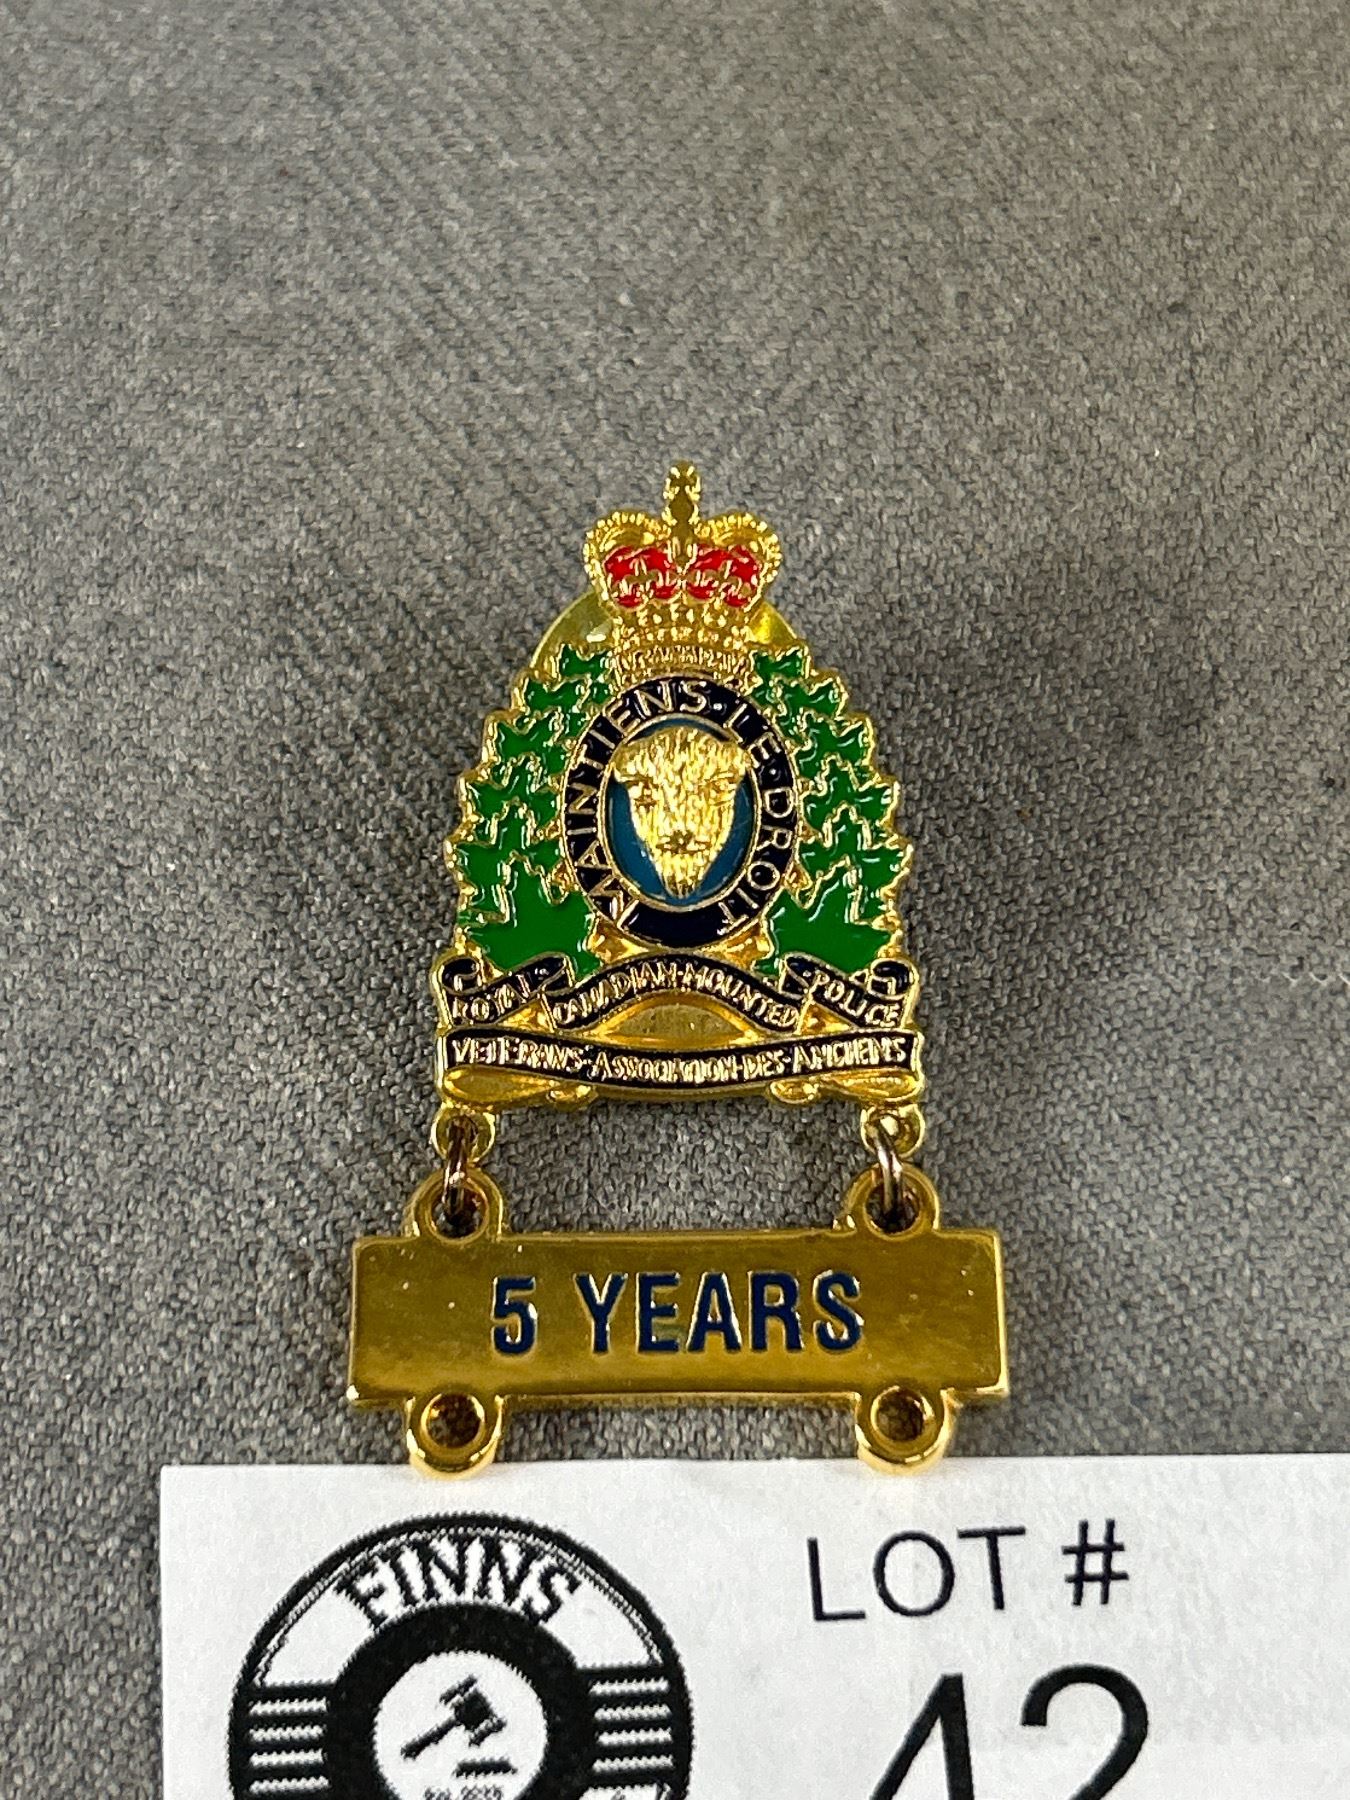 MAINTIENS·LE·DROIT
ROYAL CANADIAN·MOUNTED POLICE
VETERANS·ASSOCIATION·DES·ANCIENS
5 YEARS
FINNS
LOT #
42